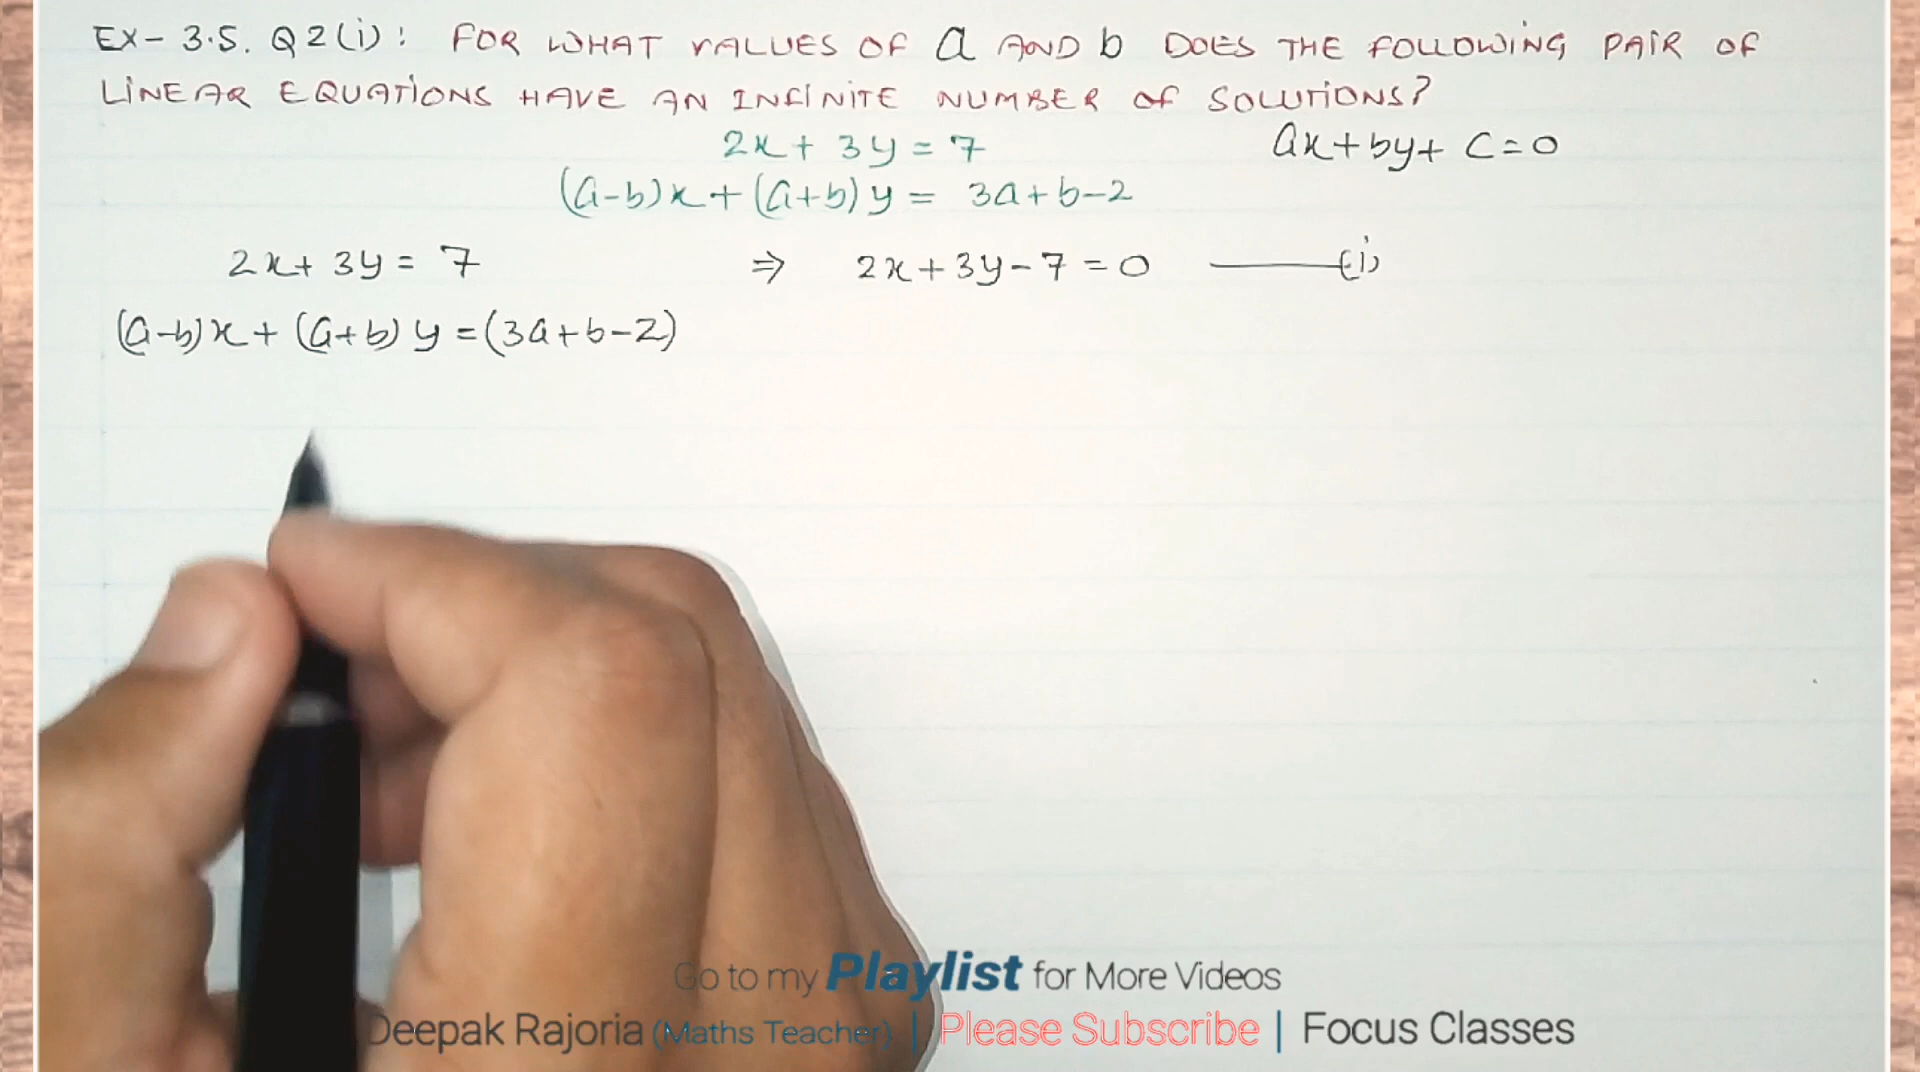 EX- 3.5. Q2(i): FOR WHAT VALUES OF a AND b DOES THE FOLLOWING PAIR OF
LINEAR EQUATIONS HAVE AN INFINITE NUMBER OF SOLUTIONS?
2x + 3y = 7 ax+by+ c=0
(a-b)x + (a+b) y = 3a+b-2
2x+ 3y = 7 ⇒ 2x+3y-7 =0 ——(i)
(a-b)x + (a+b) y =(3a+b-2)
Go to my Playlist for More Videos
Deepak Rajoria (Maths Teacher) | Please Subscribe | Focus Classes